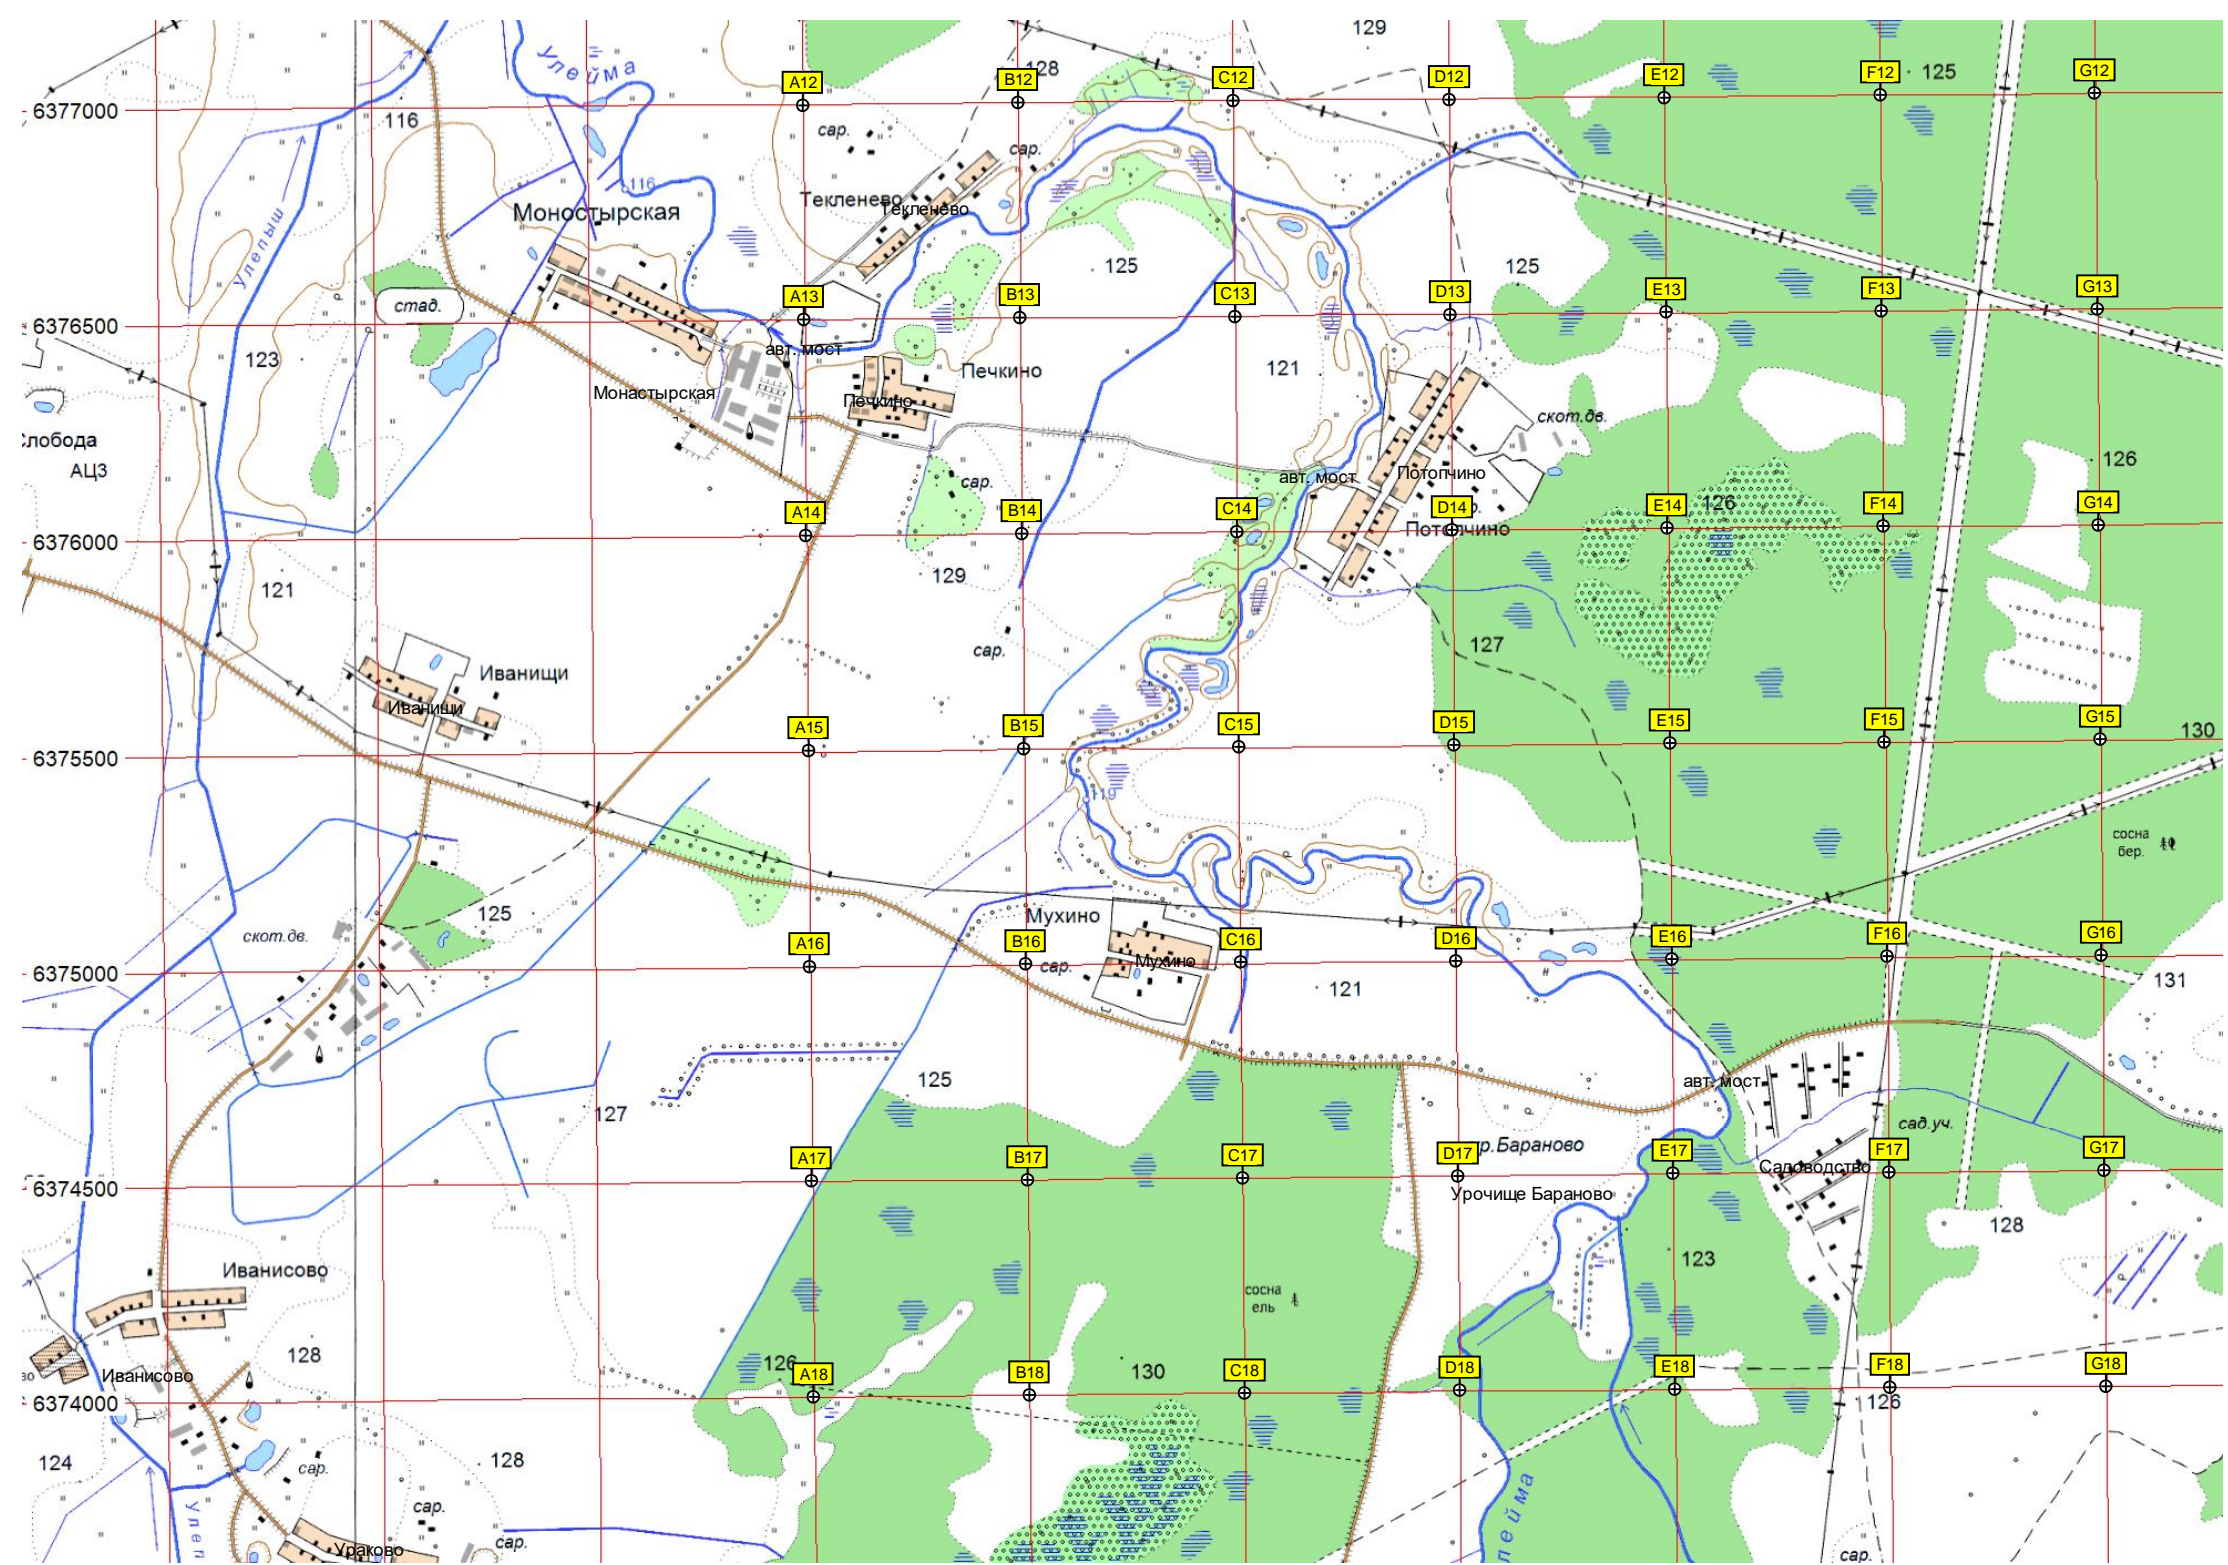 129
Улейма
128
A12
B12
C12
D12
E12
F12
125
G12
6377000
116
сар.
сар.
116
Текленево
Текленево
Моностырская
Улепыш
125
125
стад.
A13
B13
C13
D13
E13
F13
G13
6376500
авт. мост
123
Печкино
121
Монастырская
Печкино
скот.дв.
Слобода
АЦЗ
126
сар.
авт. мост
Потопчино
A14
B14
C14
D14
E14
126
F14
G14
Потопчино
6376000
129
121
сар.
127
Иванищи
Иванищи
A15
B15
C15
D15
E15
F15
G15
130
6375500
119
сосна
бер.
125
Мухино
скот.дв.
A16
B16
C16
D16
E16
F16
G16
сар.
Мухино
6375000
121
131
125
авт. мост
127
сад.уч.
ур.Бараново
A17
B17
C17
D17
E17
F17
G17
Садоводство
6374500
Урочище Бараново
128
123
Иванисово
сосна
ель
128
126
130
A18
B18
C18
D18
E18
F18
G18
Иванисово
6374000
126
124
128
сар.
сар.
сар.
Улеп
лейма
Ураково
сар.